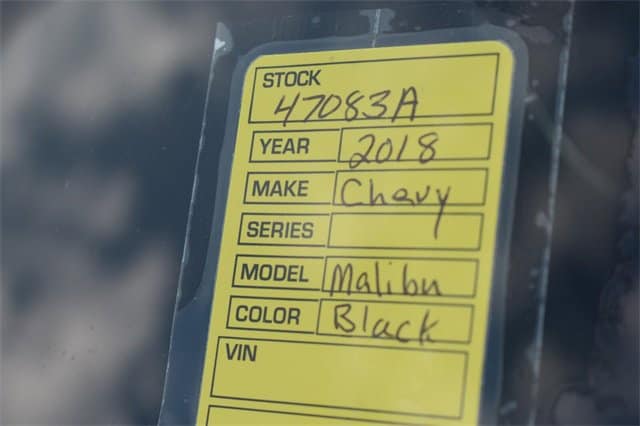 STOCK
47083A
YEAR 2018
MAKE Chevy
SERIES
MODEL Malibu
COLOR Black
VIN